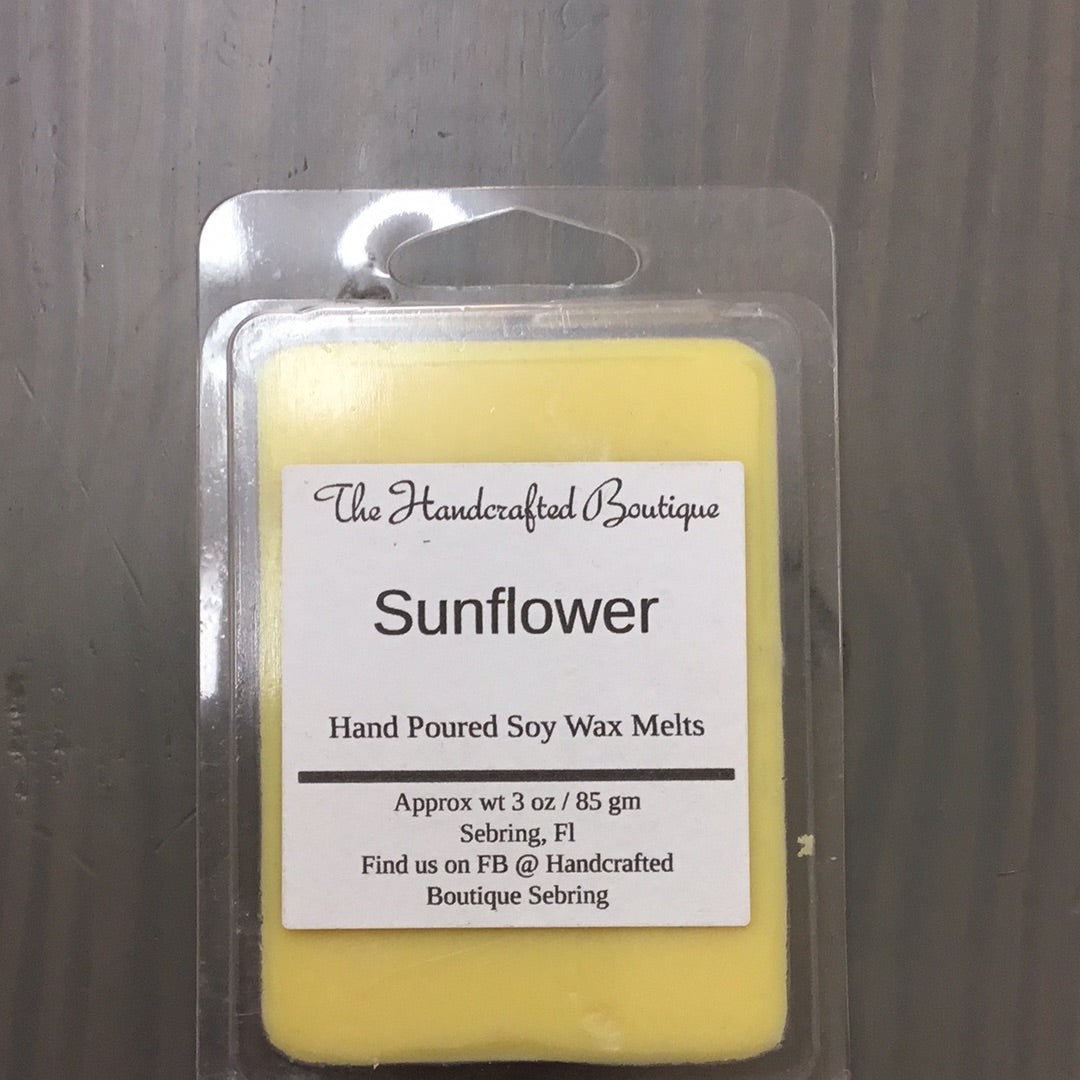 The Handcrafted Boutique
Sunflower
Hand Poured Soy Wax Melts
Approx wt 3 oz / 85 gm
Sebring, Fl
Find us on FB @ Handcrafted
Boutique Sebring